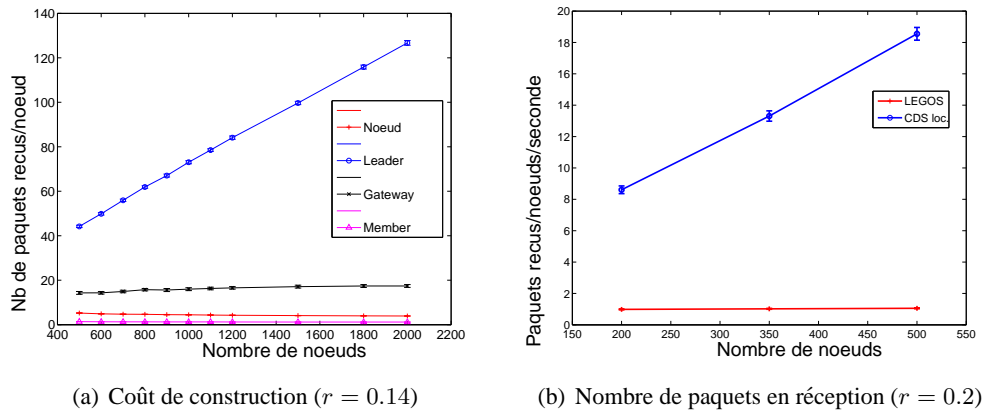 140
120
100
80
60
40
20
0
Nb de paquets recus/noeud
Noeud
Leader
Gateway
Member
400 600 800 1000 1200 1400 1600 1800 2000 2200
Nombre de noeuds
(a) Coût de construction (r = 0.14)
20
18
16
14
12
10
8
6
4
2
0
Paquets recus/noeuds/seconde
LEGOS
CDS loc.
150 200 250 300 350 400 450 500 550
Nombre de noeuds
(b) Nombre de paquets en réception (r = 0.2)